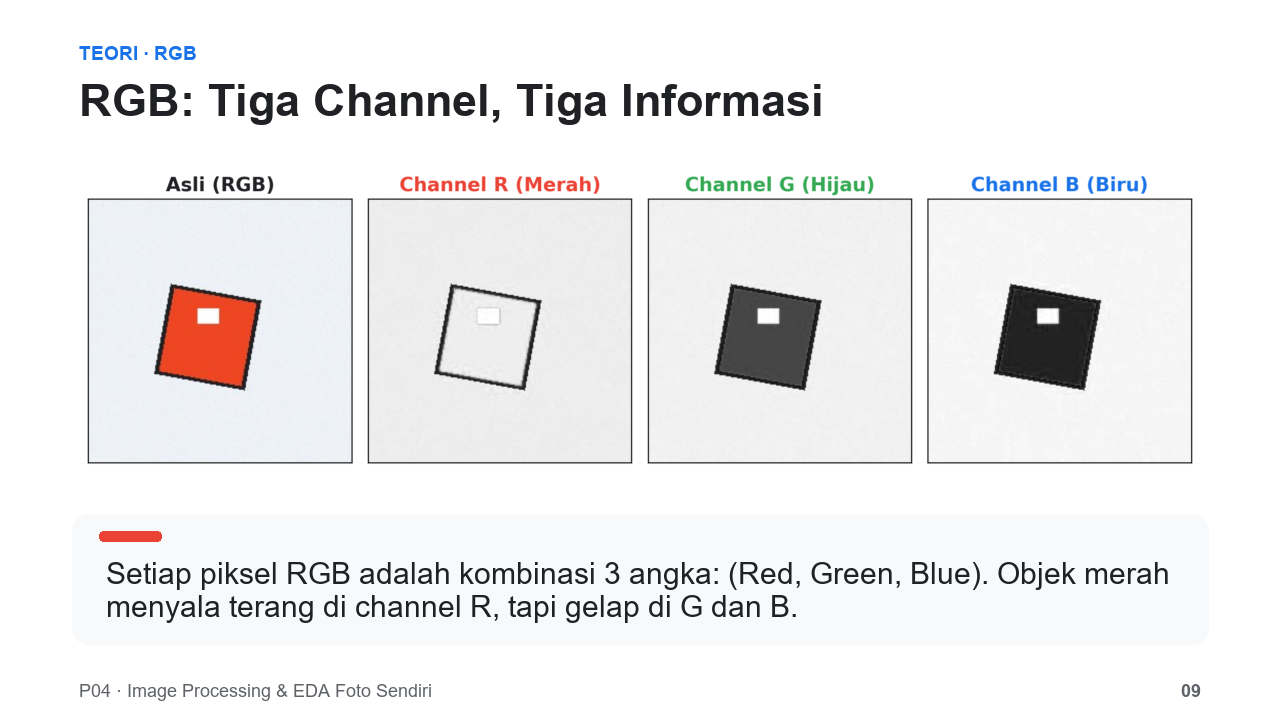 TEORI · RGB
RGB: Tiga Channel, Tiga Informasi
Asli (RGB)
Channel R (Merah)
Channel G (Hijau)
Channel B (Biru)
Setiap piksel RGB adalah kombinasi 3 angka: (Red, Green, Blue). Objek merah
menyala terang di channel R, tapi gelap di G dan B.
P04 · Image Processing & EDA Foto Sendiri
09